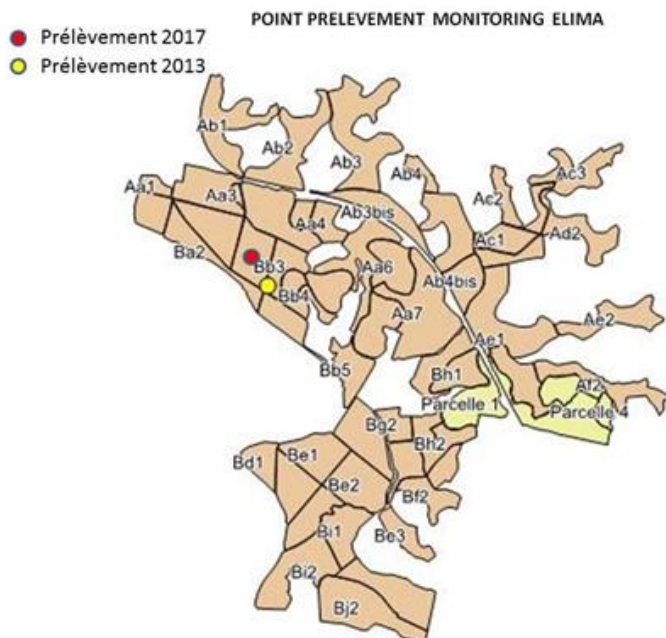 POINT PRELEVEMENT MONITORING ELIMA
Prélèvement 2017
Prélèvement 2013
Ab1
Ab2
Ab3
Ab4
Ac3
Aa1
Aa3
Ac2
Ab3bis
Aa4
Ac1
Ad2
Ba2
Bb3
Aa6
Ab4bis
Bb4
Aa7
Ae2
Ae1
Bb5
Bh1
Af2
Parcelle 1
Parcelle 4
Bg2
Bh2
Bd1
Be1
Be2
Bf2
Bi1
Be3
Bi2
Bj2